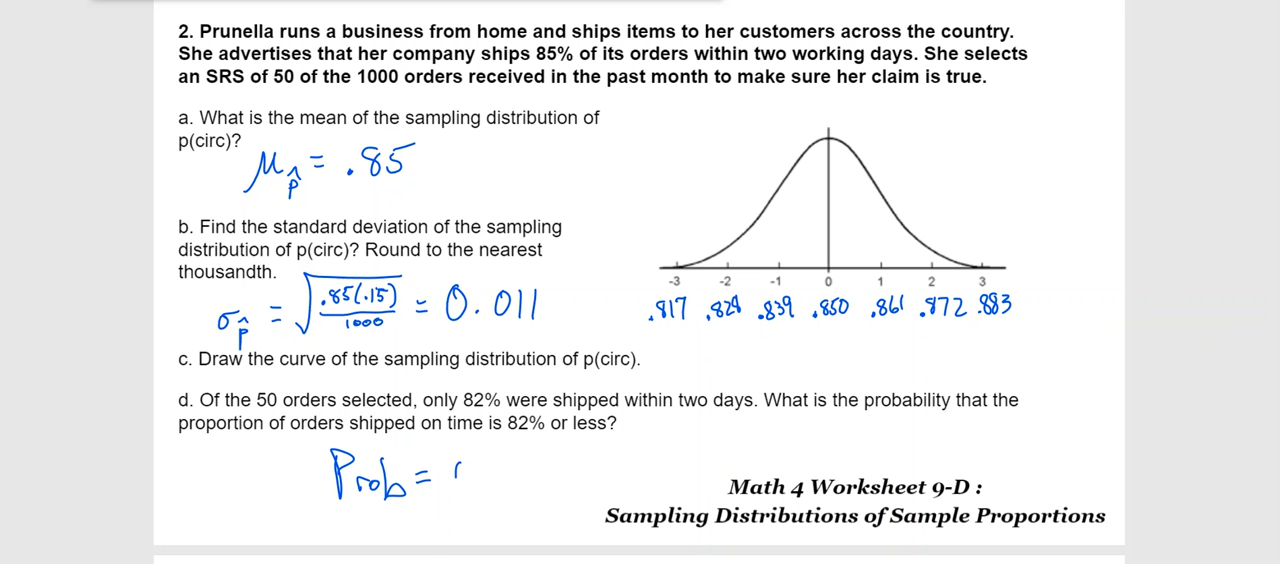 2. Prunella runs a business from home and ships items to her customers across the country.
She advertises that her company ships 85% of its orders within two working days. She selects
an SRS of 50 of the 1000 orders received in the past month to make sure her claim is true.
a. What is the mean of the sampling distribution of
p(circ)?
μp̂ = .85
b. Find the standard deviation of the sampling
distribution of p(circ)? Round to the nearest
thousandth.
σp̂ = √(.85(.15)/1000) = 0.011
-3 -2 -1 0 1 2 3
.817 .828 .839 .850 .861 .872 .883
c. Draw the curve of the sampling distribution of p(circ).
d. Of the 50 orders selected, only 82% were shipped within two days. What is the probability that the
proportion of orders shipped on time is 82% or less?
Prob =
Math 4 Worksheet 9-D :
Sampling Distributions of Sample Proportions